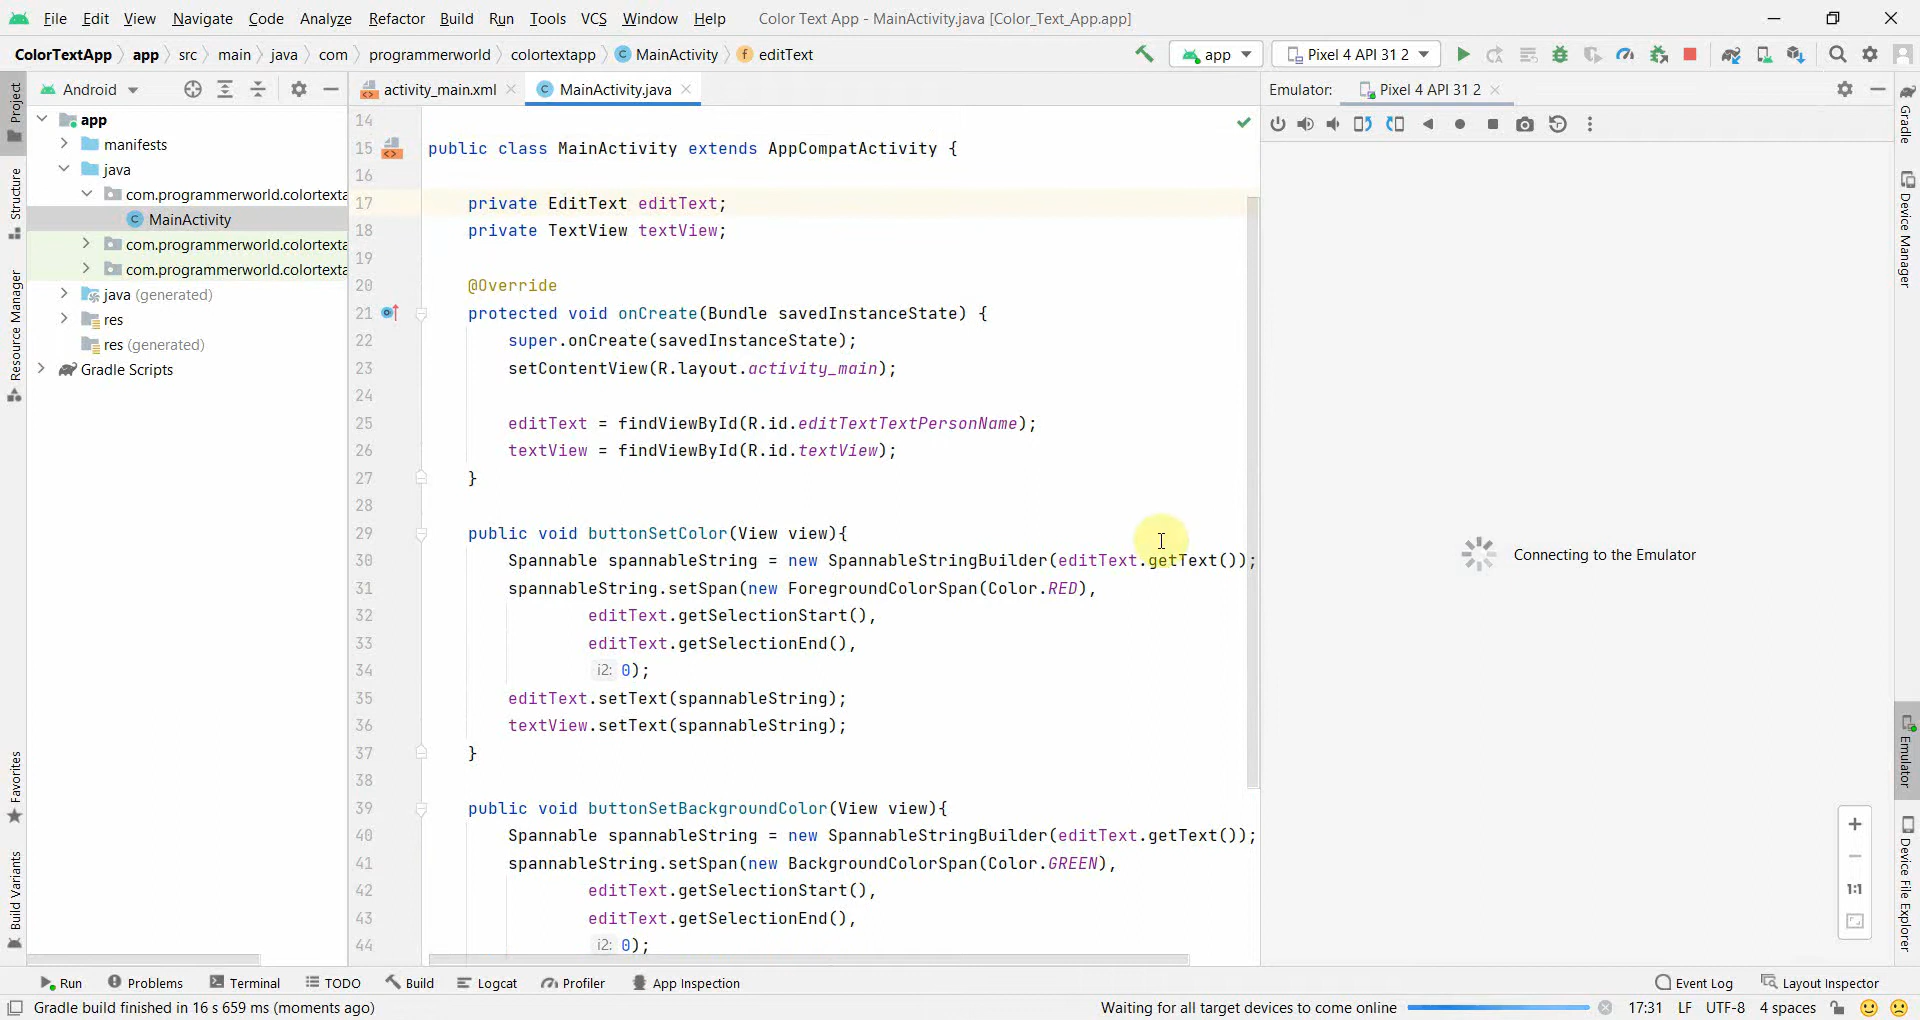 File Edit View Navigate Code Analyze Refactor Build Run Tools VCS Window Help Color Text App - MainActivity.java [Color_Text_App.app]
ColorTextApp app src main java com programmerworld colortextapp MainActivity editText app Pixel 4 API 31 2
Android activity_main.xml MainActivity.java Emulator: Pixel 4 API 31 2
Project
Structure
Resource Manager
Favorites
Build Variants
app
manifests
java
com.programmerworld.colortexta
MainActivity
com.programmerworld.colortexta
com.programmerworld.colortexta
java (generated)
res
res (generated)
Gradle Scripts
14
15 public class MainActivity extends AppCompatActivity {
16
17 private EditText editText;
18 private TextView textView;
19
20 @Override
21 protected void onCreate(Bundle savedInstanceState) {
22 super.onCreate(savedInstanceState);
23 setContentView(R.layout.activity_main);
24
25 editText = findViewById(R.id.editTextTextPersonName);
26 textView = findViewById(R.id.textView);
27 }
28
29 public void buttonSetColor(View view){
30 Spannable spannableString = new SpannableStringBuilder(editText.getText());
31 spannableString.setSpan(new ForegroundColorSpan(Color.RED),
32 editText.getSelectionStart(),
33 editText.getSelectionEnd(),
34 i2: 0);
35 editText.setText(spannableString);
36 textView.setText(spannableString);
37 }
38
39 public void buttonSetBackgroundColor(View view){
40 Spannable spannableString = new SpannableStringBuilder(editText.getText());
41 spannableString.setSpan(new BackgroundColorSpan(Color.GREEN),
42 editText.getSelectionStart(),
43 editText.getSelectionEnd(),
44 i2: 0);
Connecting to the Emulator
1:1
Gradle
Device Manager
Emulator
Device File Explorer
Run Problems Terminal TODO Build Logcat Profiler App Inspection Event Log Layout Inspector
Gradle build finished in 16 s 659 ms (moments ago) Waiting for all target devices to come online 17:31 LF UTF-8 4 spaces